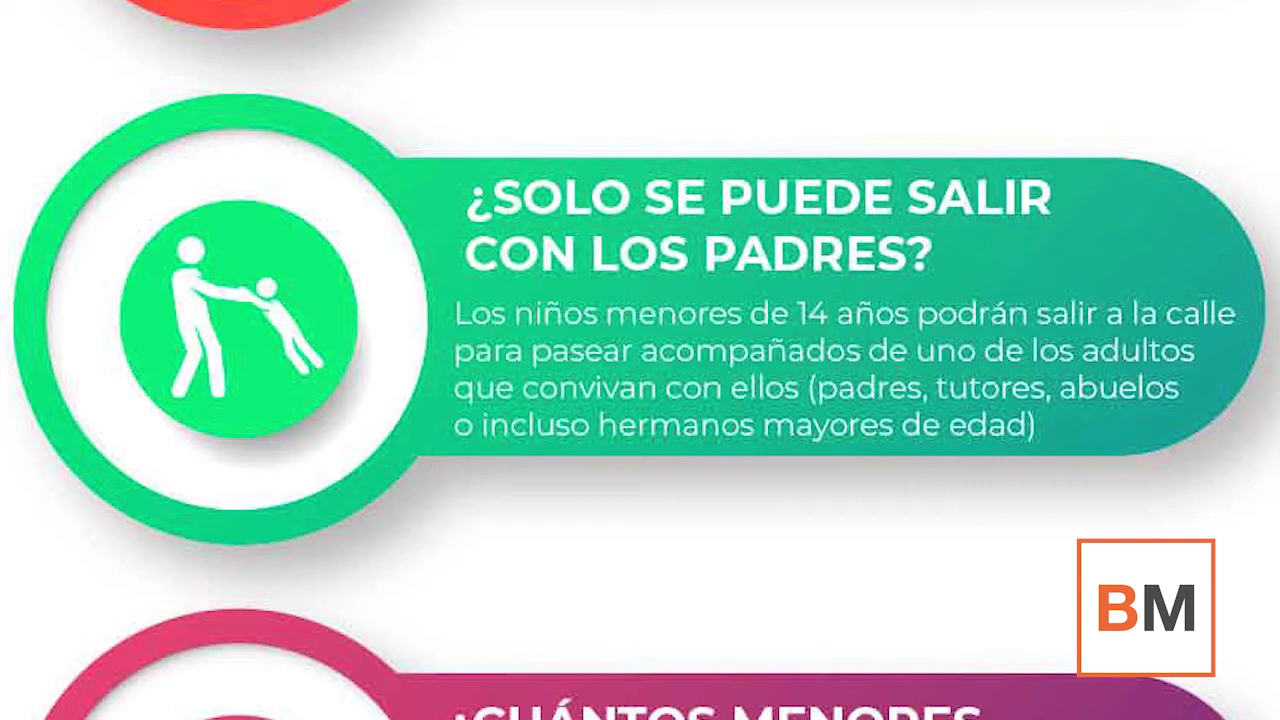 ¿SOLO SE PUEDE SALIR
CON LOS PADRES?
Los niños menores de 14 años podrán salir a la calle
para pasear acompañados de uno de los adultos
que convivan con ellos (padres, tutores, abuelos
o incluso hermanos mayores de edad)
BM
¿CUÁNTOS MENORES